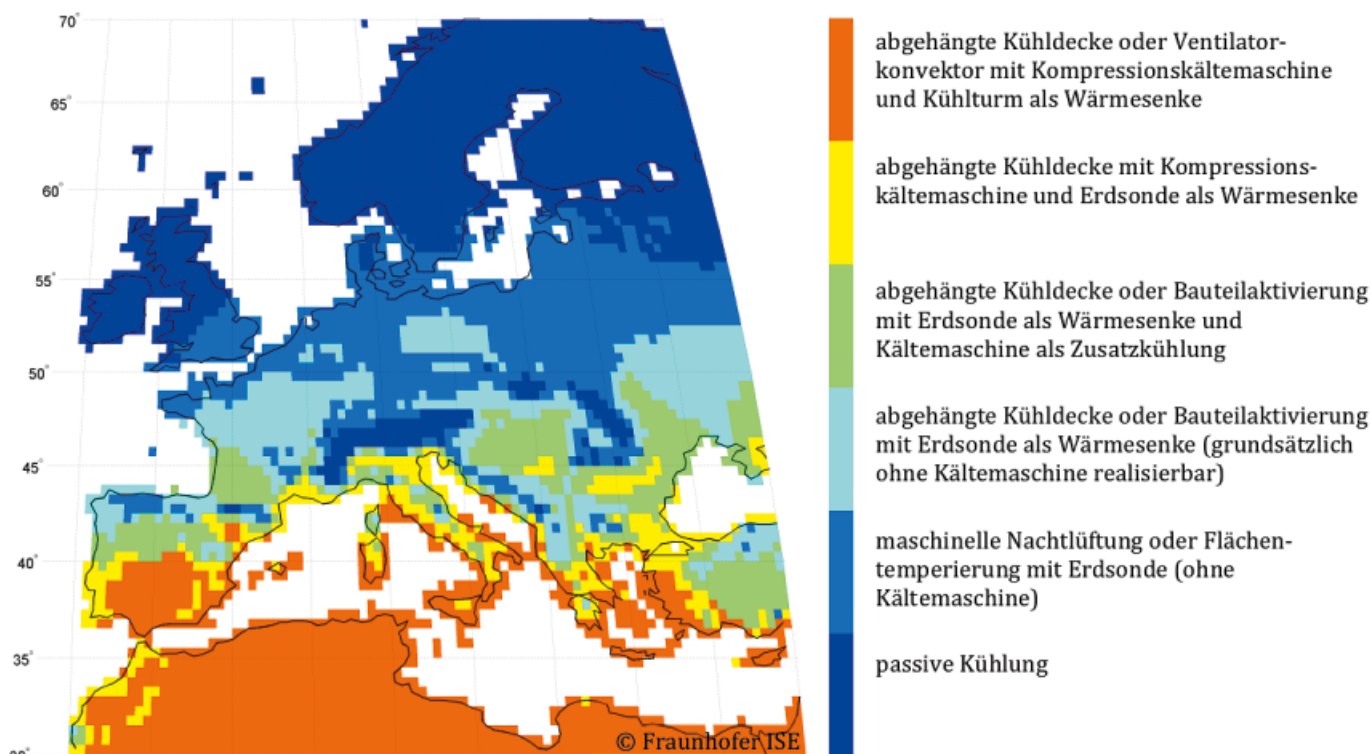 70°
65°
60°
55°
50°
45°
40°
35°
© Fraunhofer ISE
abgehängte Kühldecke oder Ventilator-
konvektor mit Kompressionskältemaschine
und Kühlturm als Wärmesenke
abgehängte Kühldecke mit Kompressions-
kältemaschine und Erdsonde als Wärmesenke
abgehängte Kühldecke oder Bauteilaktivierung
mit Erdsonde als Wärmesenke und
Kältemaschine als Zusatzkühlung
abgehängte Kühldecke oder Bauteilaktivierung
mit Erdsonde als Wärmesenke (grundsätzlich
ohne Kältemaschine realisierbar)
maschinelle Nachtlüftung oder Flächen-
temperierung mit Erdsonde (ohne
Kältemaschine)
passive Kühlung